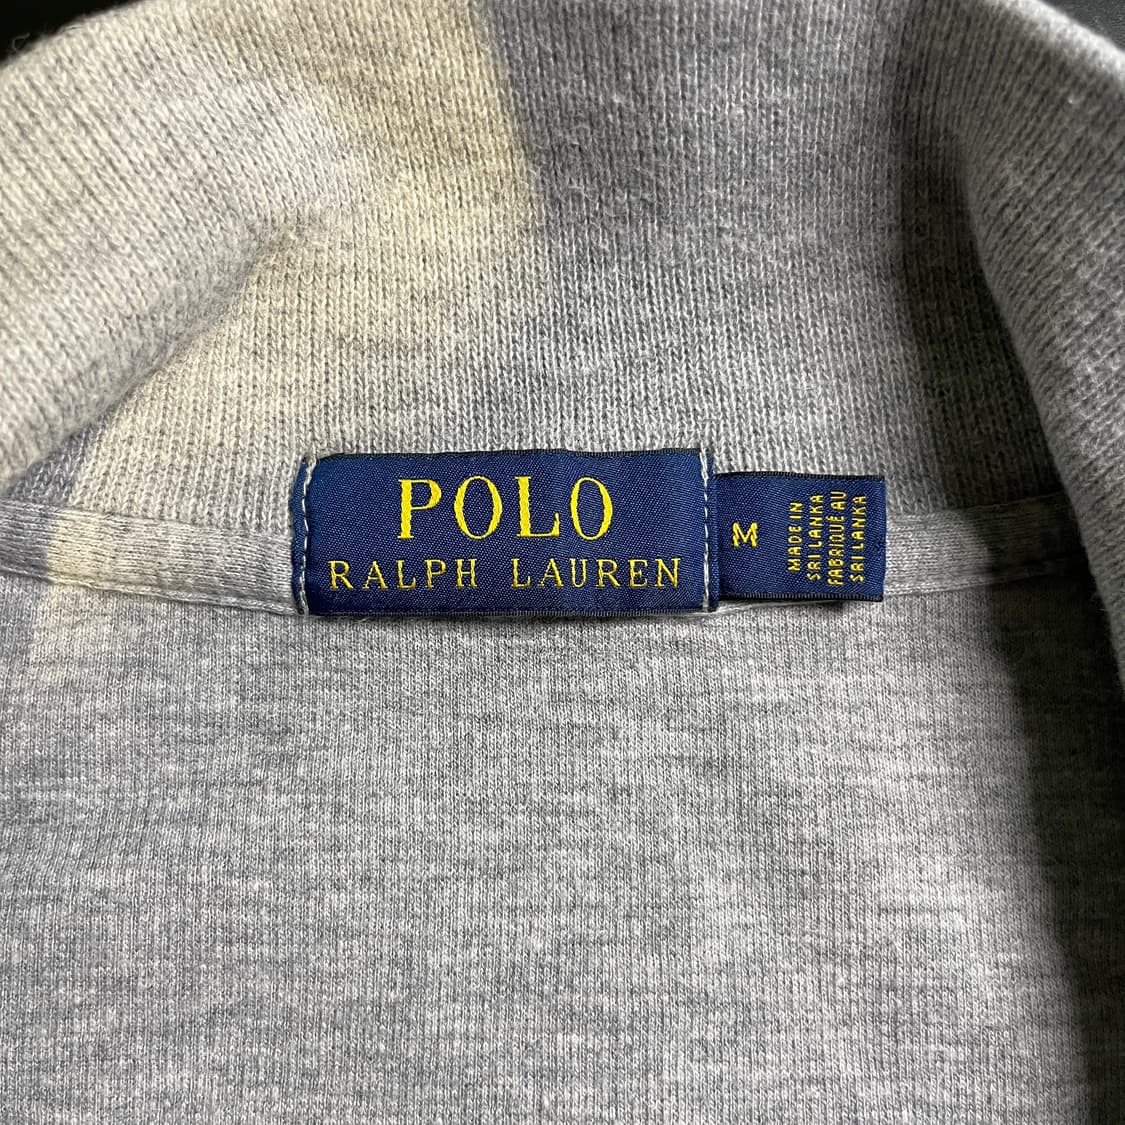 POLO
RALPH LAUREN
M
MADE IN
SRI LANKA
FABRIQUÉ AU
SRI LANKA